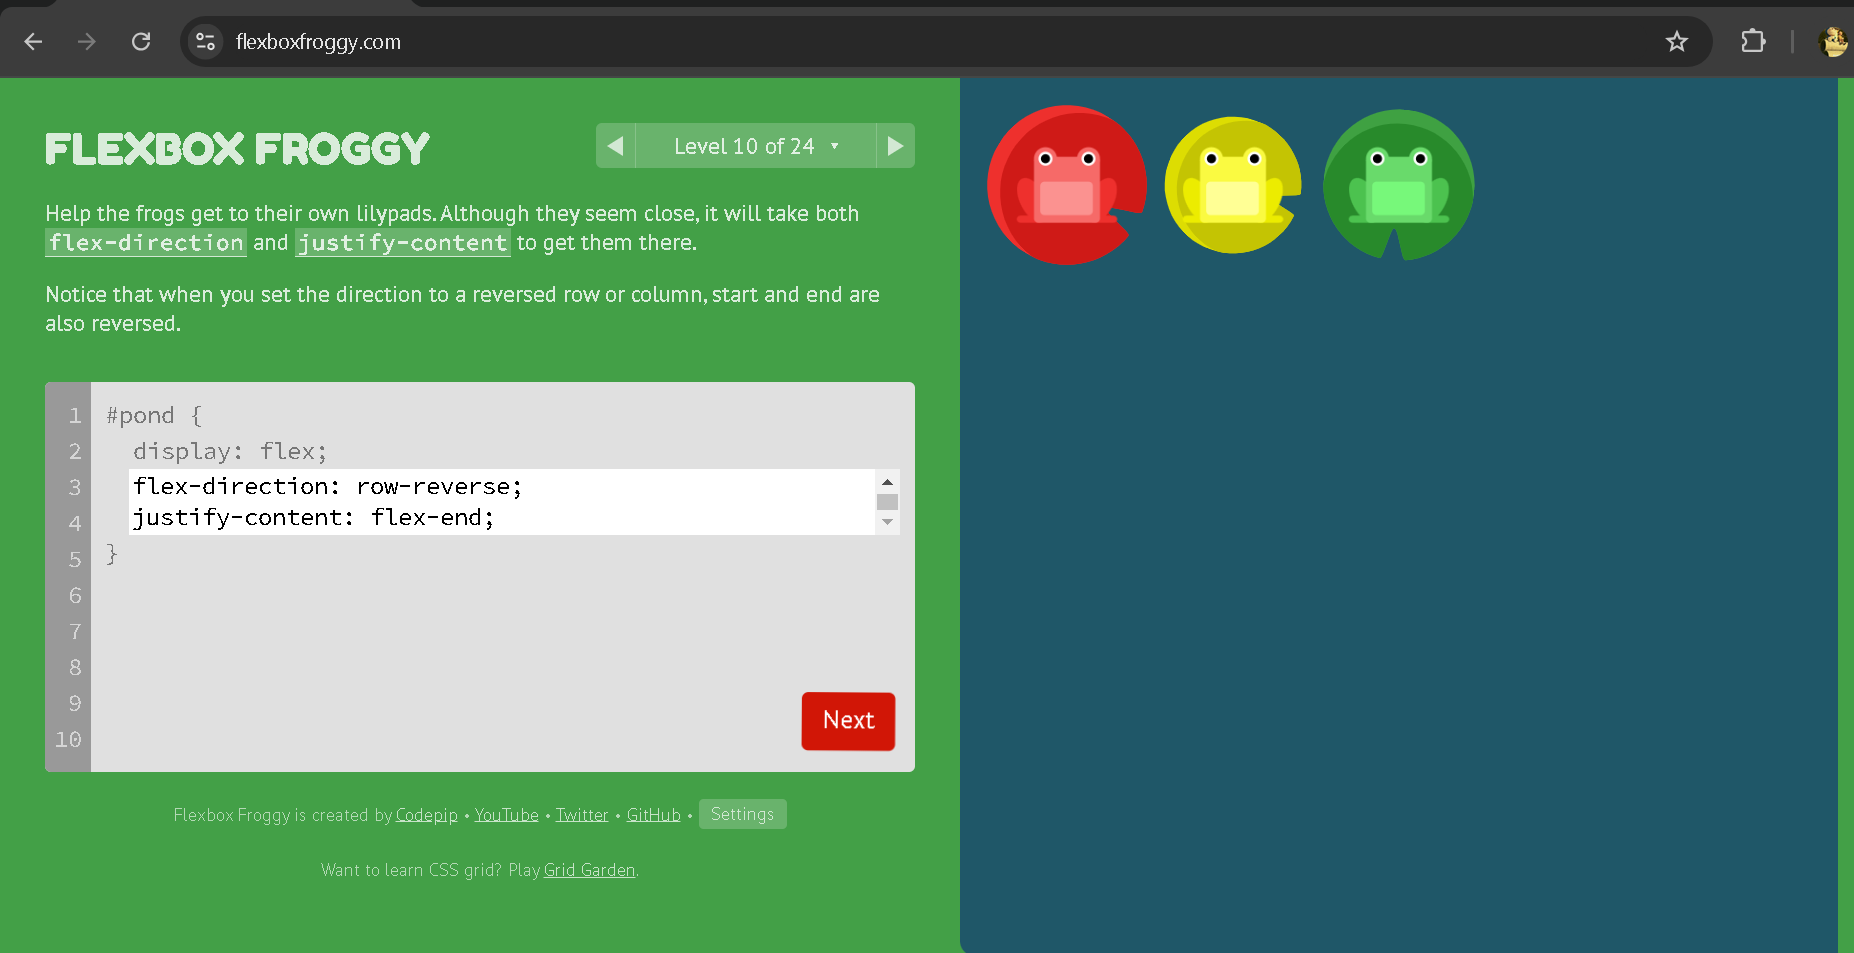 flexboxfroggy.com
FLEXBOX FROGGY
Level 10 of 24
Help the frogs get to their own lilypads. Although they seem close, it will take both
flex-direction and justify-content to get them there.
Notice that when you set the direction to a reversed row or column, start and end are
also reversed.
1 #pond {
2 display: flex;
3 flex-direction: row-reverse;
4 justify-content: flex-end;
5 }
6
7
8
9
10
Next
Flexbox Froggy is created by Codepip • YouTube • Twitter • GitHub • Settings
Want to learn CSS grid? Play Grid Garden.